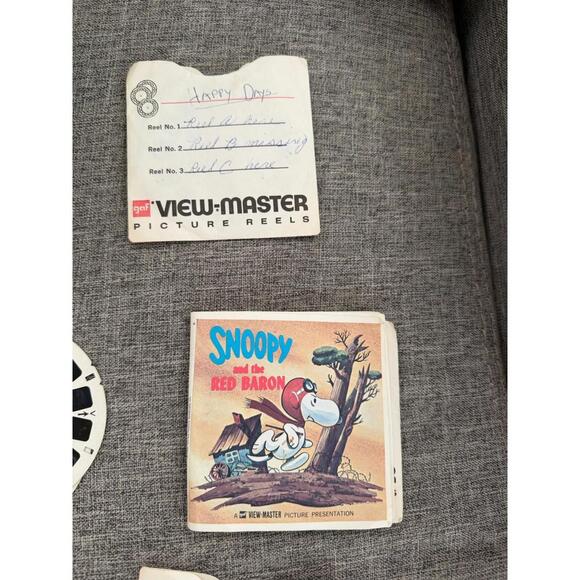 Happy Days
Reel No. 1 Reel A here
Reel No. 2 Reel B missing
Reel No. 3 Reel C here
gaf VIEW-MASTER
PICTURE REELS
SNOOPY
and the
RED BARON
A gaf VIEW-MASTER PICTURE PRESENTATION